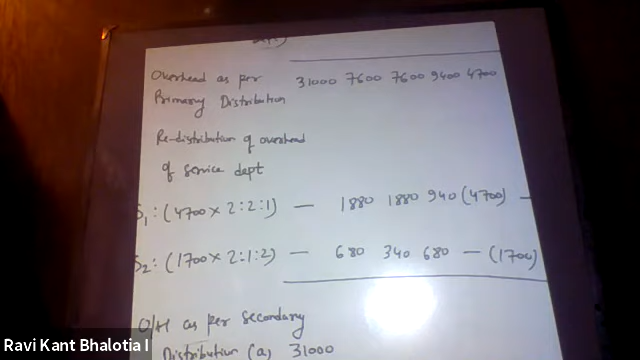 Overhead as per 31000 7600 7600 9400 4700
Primary Distribution
Re-distribution of overhead
of service dept
S1: (4700 x 2:2:1) — 1880 1880 940 (4700) —
S2: (1700 x 2:1:2) — 680 340 680 — (1700)
O/H as per secondary
Distribution (a) 31000
Ravi Kant Bhalotia I